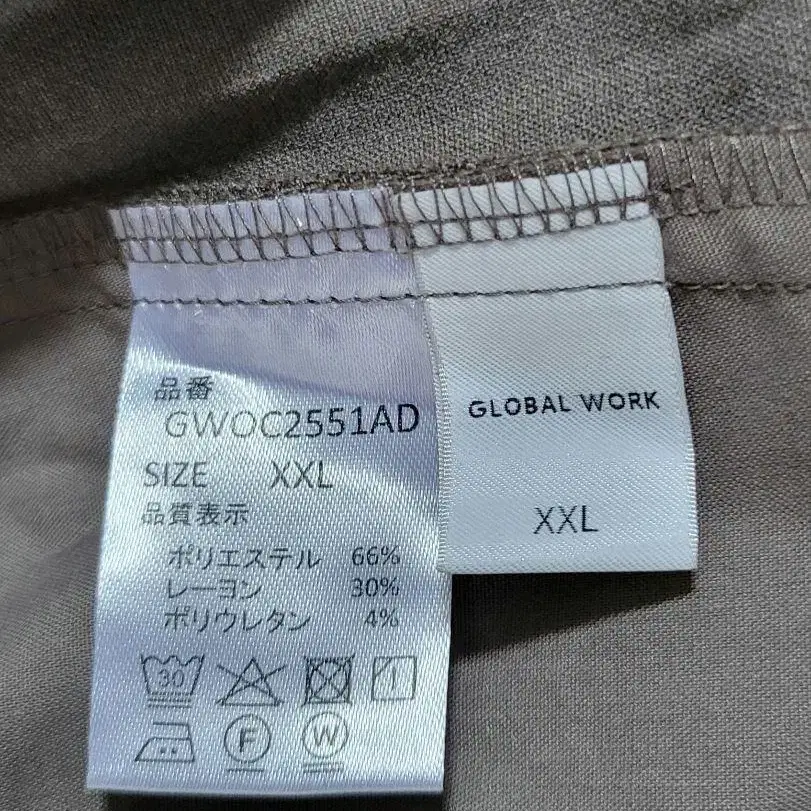 品番
GWOC2551AD
SIZE XXL
品質表示
ポリエステル 66%
レーヨン 30%
ポリウレタン 4%
30
F
W
GLOBAL WORK
XXL